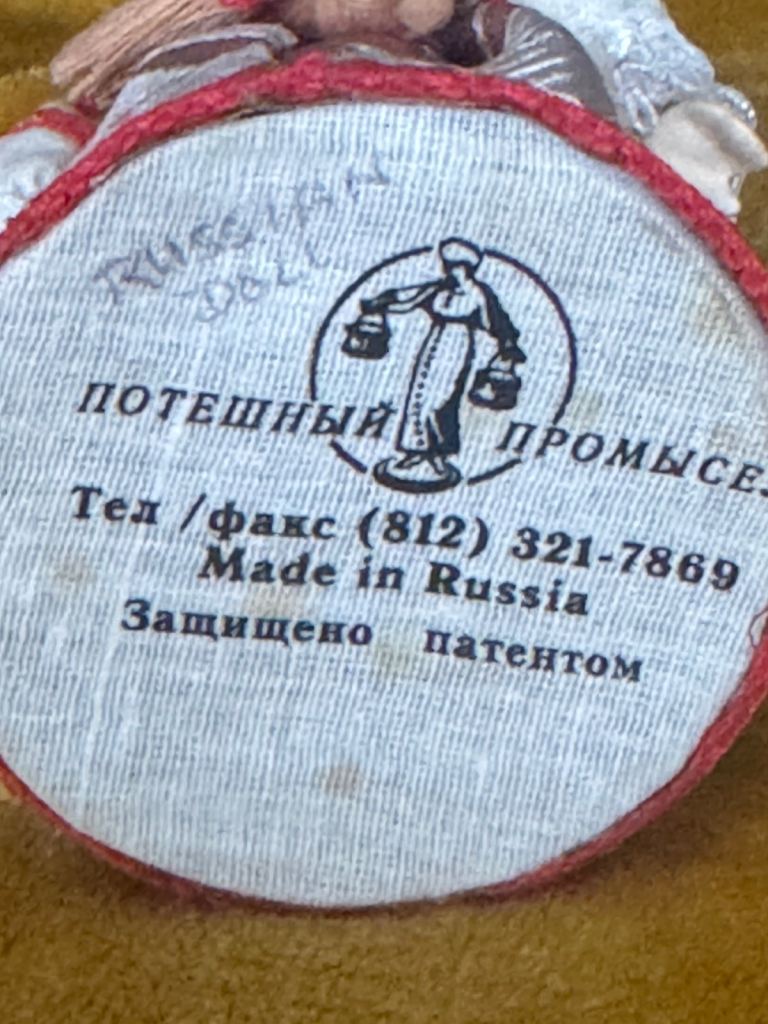 RUSSIAN
DOLL
ПОТЕШНЫЙ ПРОМЫСЕЛ
Тел /факс (812) 321-7869
Made in Russia
Защищено патентом